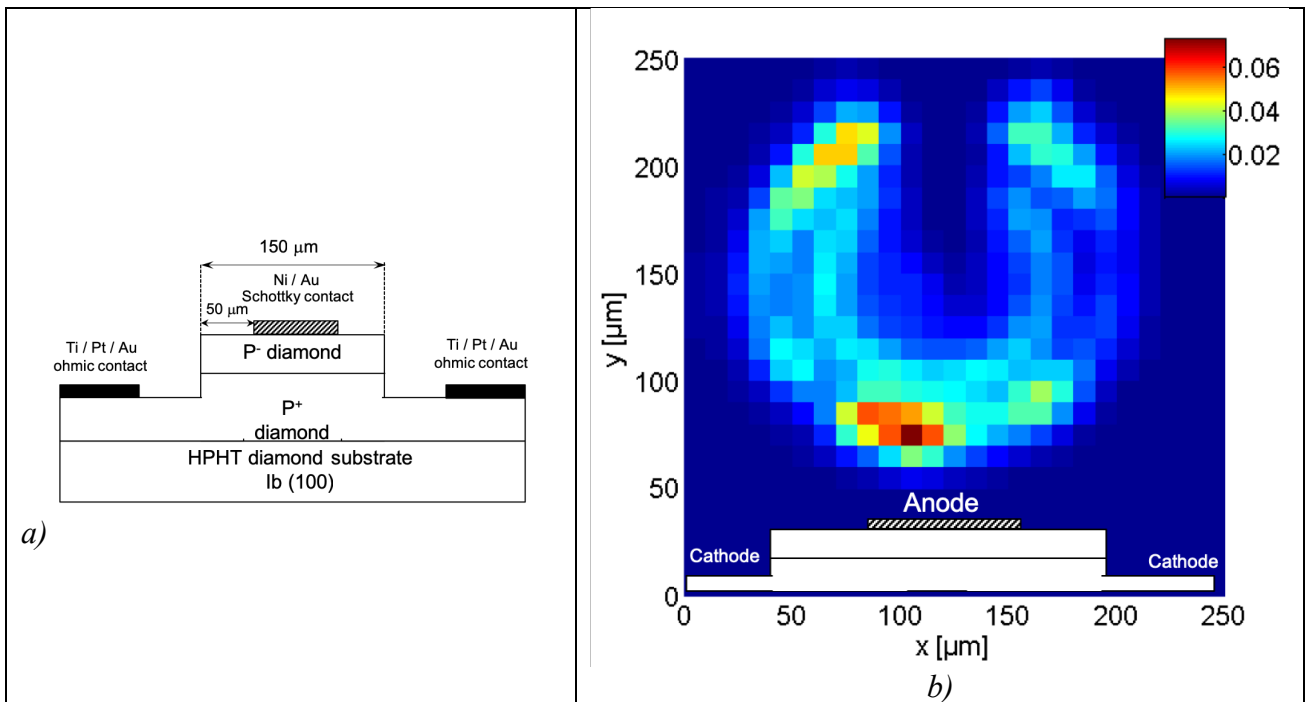 150 μm
Ni / Au
Schottky contact
50 μm
Ti / Pt / Au
ohmic contact
Ti / Pt / Au
ohmic contact
P- diamond
P+
diamond
HPHT diamond substrate
Ib (100)
a)
250
200
150
100
50
0
y [μm]
0.06
0.04
0.02
Anode
Cathode
Cathode
0 50 100 150 200 250
x [μm]
b)